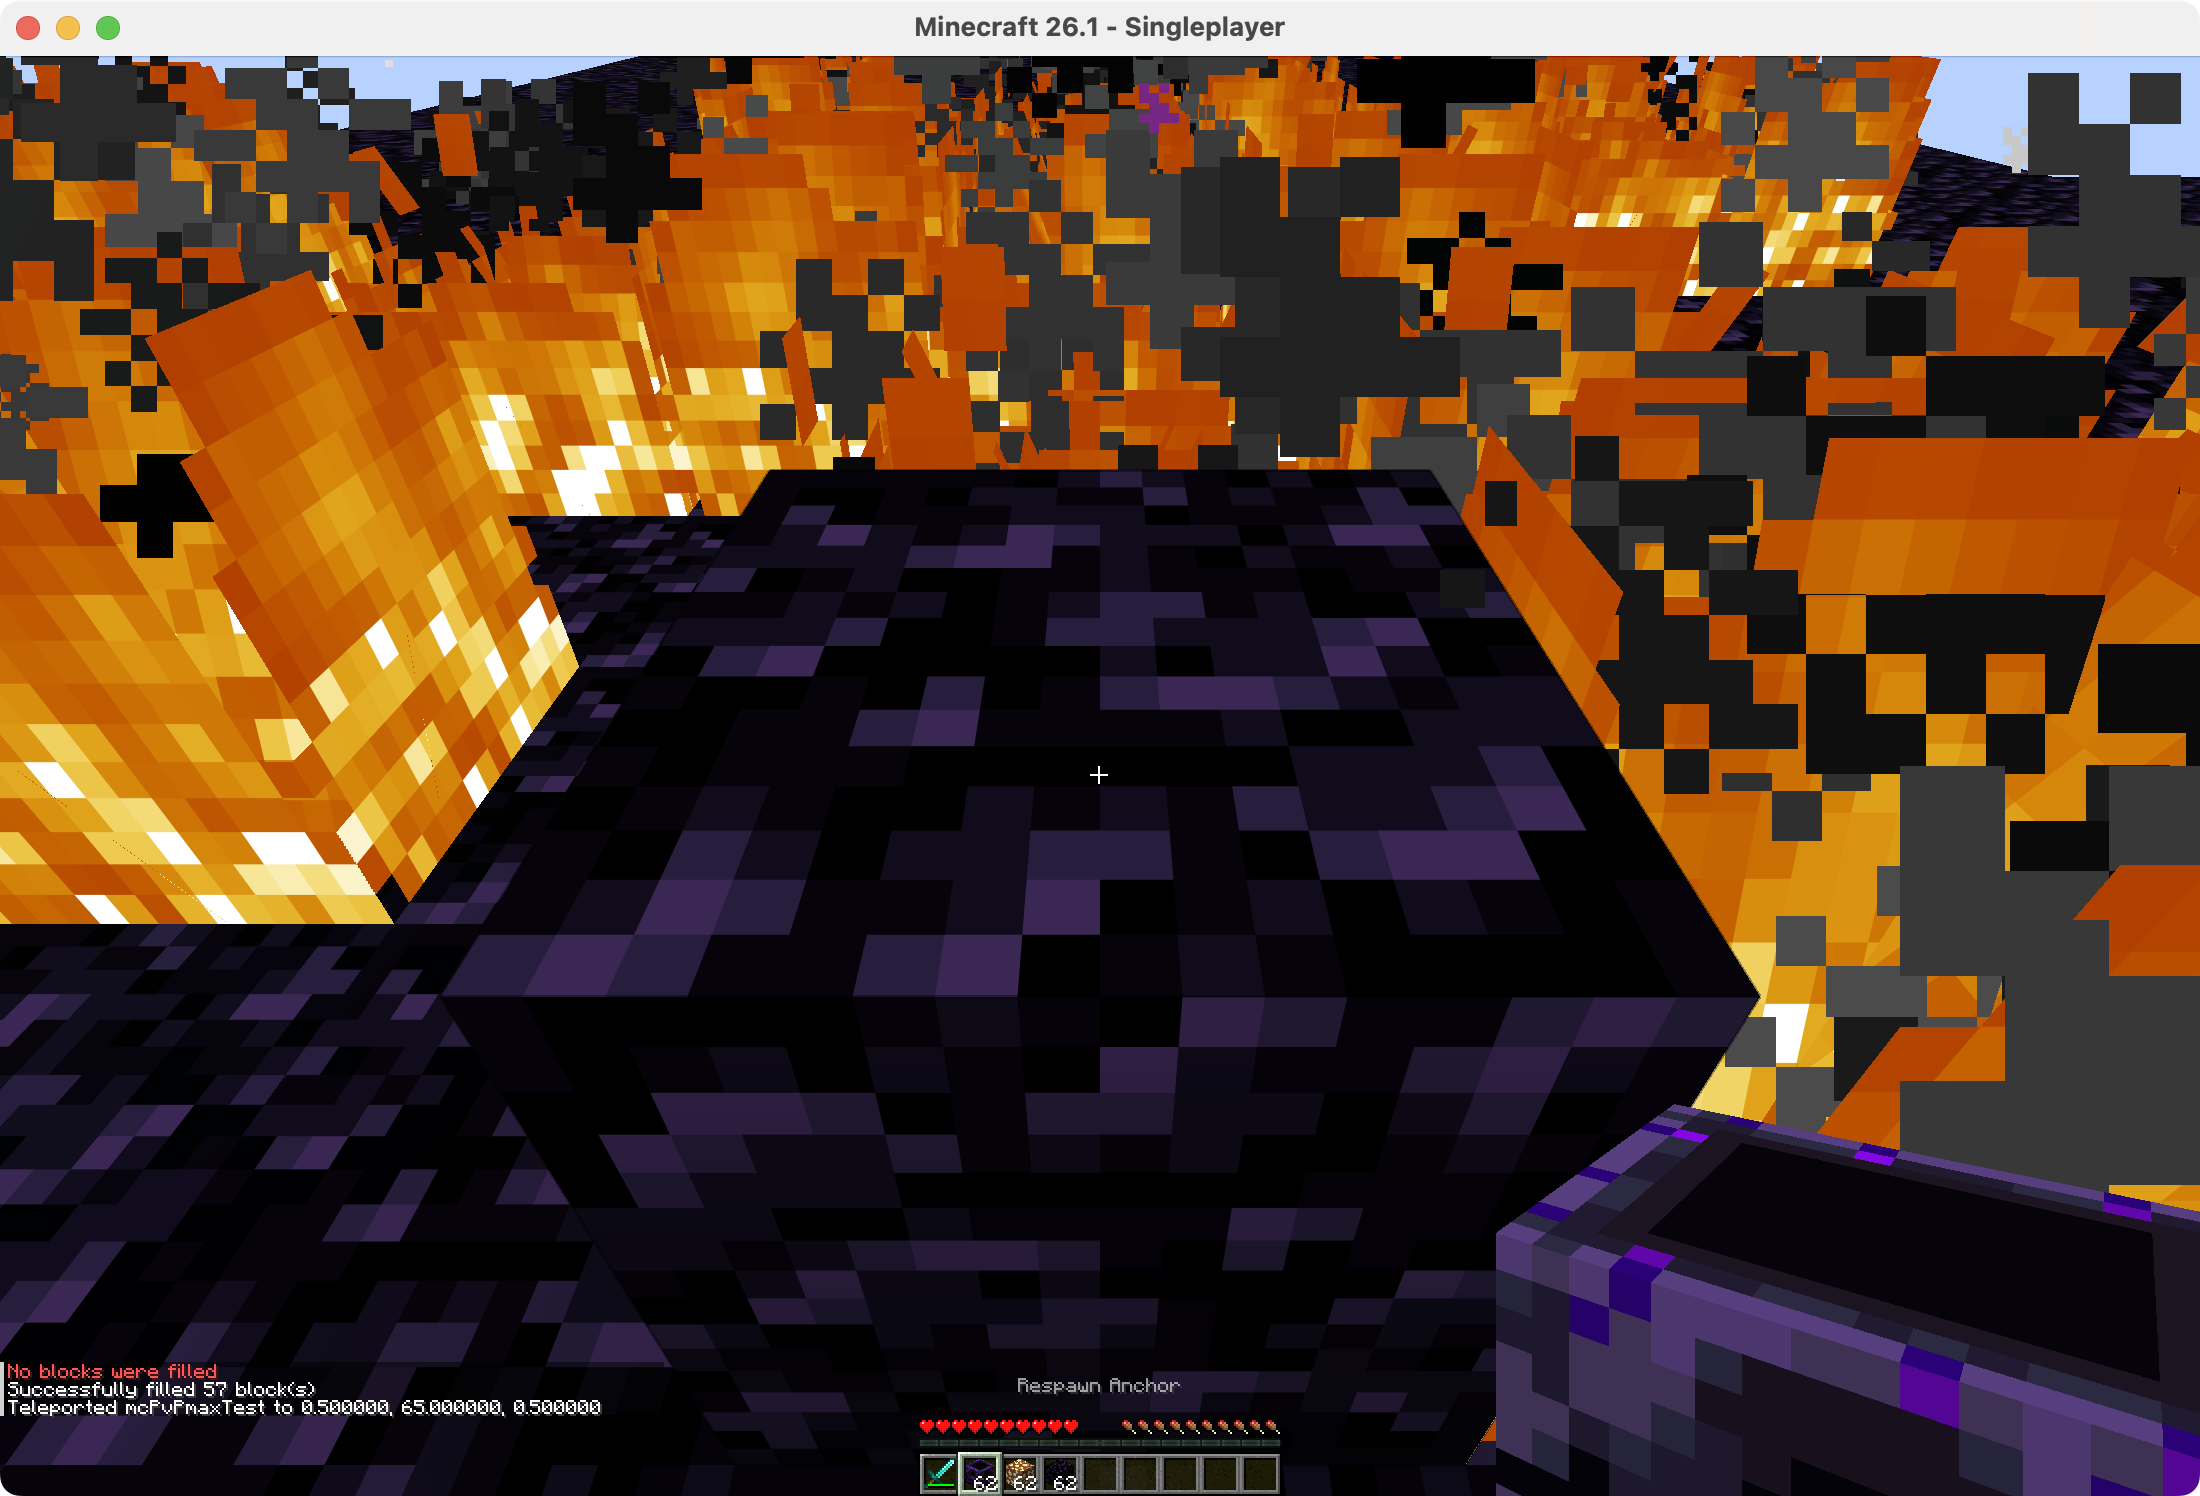 Minecraft 26.1 - Singleplayer
No blocks were filled
Successfully filled 57 block(s)
Teleported mcPvPmaxTest to 0.500000, 65.000000, 0.500000
Respawn Anchor
62 62 62